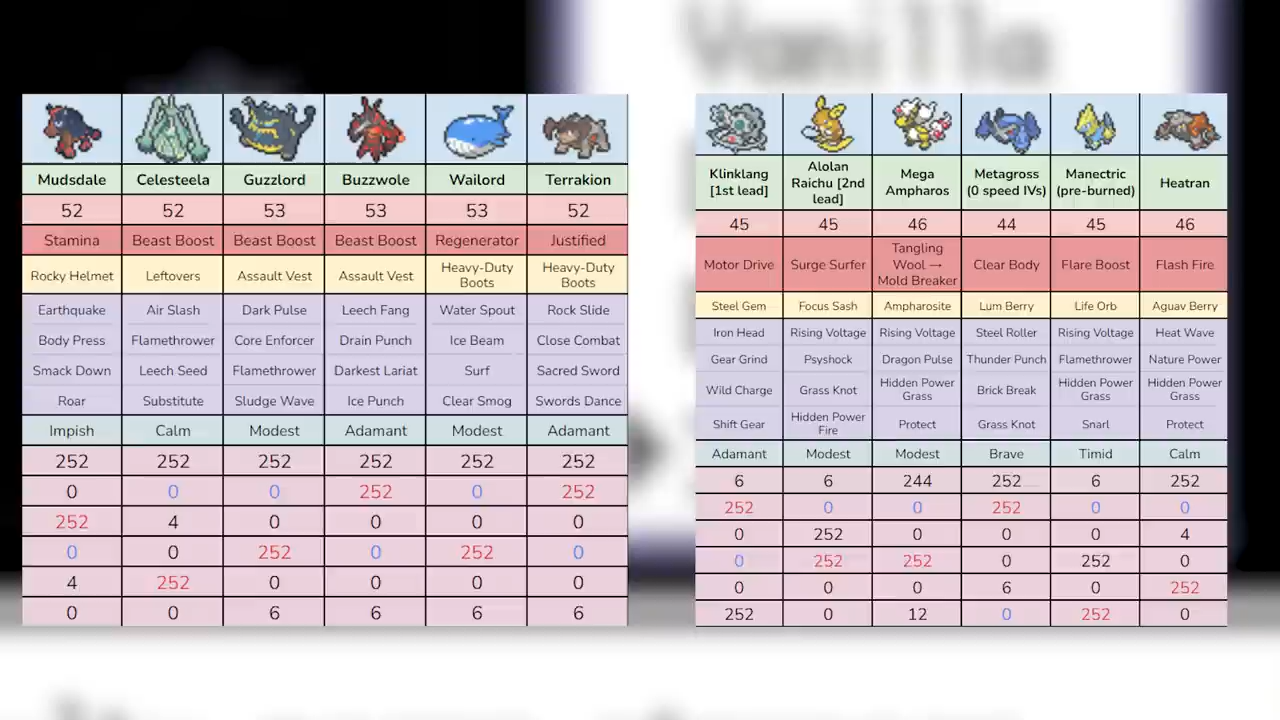 Vanilla
Mudsdale Celesteela Guzzlord Buzzwole Wailord Terrakion
52 52 53 53 53 52
Stamina Beast Boost Beast Boost Beast Boost Regenerator Justified
Rocky Helmet Leftovers Assault Vest Assault Vest Heavy-Duty Boots Heavy-Duty Boots
Earthquake Air Slash Dark Pulse Leech Fang Water Spout Rock Slide
Body Press Flamethrower Core Enforcer Drain Punch Ice Beam Close Combat
Smack Down Leech Seed Flamethrower Darkest Lariat Surf Sacred Sword
Roar Substitute Sludge Wave Ice Punch Clear Smog Swords Dance
Impish Calm Modest Adamant Modest Adamant
252 252 252 252 252 252
0 0 0 252 0 252
252 4 0 0 0 0
0 0 252 0 252 0
4 252 0 0 0 0
0 0 6 6 6 6
Klinklang [1st lead] Alolan Raichu [2nd lead] Mega Ampharos Metagross (0 speed IVs) Manectric (pre-burned) Heatran
45 45 46 44 45 46
Motor Drive Surge Surfer Tangling Wool → Mold Breaker Clear Body Flare Boost Flash Fire
Steel Gem Focus Sash Ampharosite Lum Berry Life Orb Aguav Berry
Iron Head Rising Voltage Rising Voltage Steel Roller Rising Voltage Heat Wave
Gear Grind Psyshock Dragon Pulse Thunder Punch Flamethrower Nature Power
Wild Charge Grass Knot Hidden Power Grass Brick Break Hidden Power Grass Hidden Power Grass
Shift Gear Hidden Power Fire Protect Grass Knot Snarl Protect
Adamant Modest Modest Brave Timid Calm
6 6 244 252 6 252
252 0 0 252 0 0
0 252 0 0 0 4
0 252 252 0 252 0
0 0 0 6 0 252
252 0 12 0 252 0